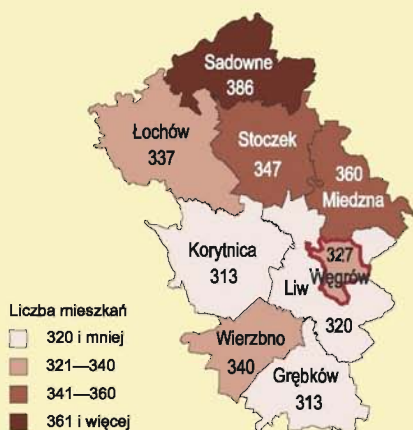 Sadowne
386
Łochów
337
Stoczek
347
360
Miedzna
Korytnica
313
327
Węgrów
Liw
320
Wierzbno
340
Grębków
313
Liczba mieszkań
320 i mniej
321—340
341—360
361 i więcej